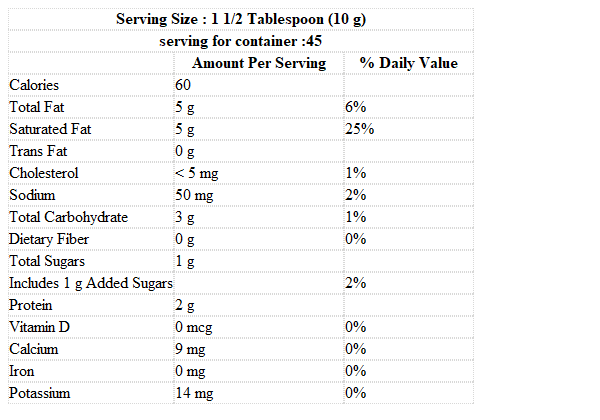 Serving Size : 1 1/2 Tablespoon (10 g)
serving for container :45
Amount Per Serving % Daily Value
Calories 60
Total Fat 5 g 6%
Saturated Fat 5 g 25%
Trans Fat 0 g
Cholesterol < 5 mg 1%
Sodium 50 mg 2%
Total Carbohydrate 3 g 1%
Dietary Fiber 0 g 0%
Total Sugars 1 g
Includes 1 g Added Sugars 2%
Protein 2 g
Vitamin D 0 mcg 0%
Calcium 9 mg 0%
Iron 0 mg 0%
Potassium 14 mg 0%